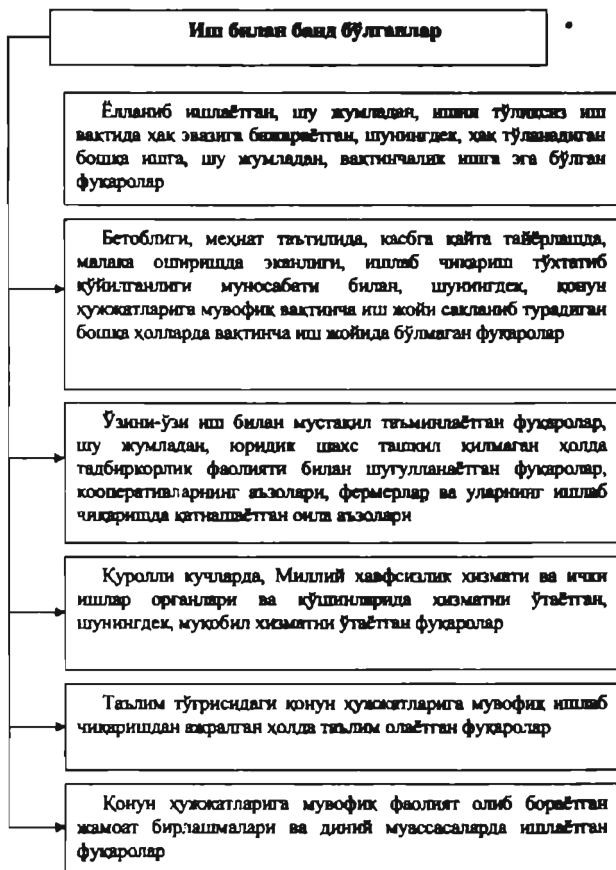 Иш билан банд бўлганлар
Ёлланиб ишлаётган, шу жумладан, ишни тўлиқсиз иш
вақтида ҳақ эвазига бажараётган, шунингдек, ҳақ тўланадиган
бошқа ишга, шу жумладан, вақтинчалик ишга эга бўлган
фуқаролар
Бетоблиги, меҳнат таътилида, касбга қайта тайёрлашда,
малака оширишда эканлиги, ишлаб чиқариш тўхтатиб
қўйилганлиги муносабати билан, шунингдек, қонун
ҳужжатларига мувофиқ вақтинча иш жойи сақланиб турадиган
бошқа ҳолларда вақтинча иш жойида бўлмаган фуқаролар
Ўзини-ўзи иш билан мустақил таъминлаётган фуқаролар,
шу жумладан, юридик шахс ташкил қилмаган ҳолда
тадбиркорлик фаолияти билан шуғулланаётган фуқаролар,
кооперативларнинг аъзолари, фермерлар ва уларнинг ишлаб
чиқаришда қатнашаётган оила аъзолари
Қуролли кучларда, Миллий хавфсизлик хизмати ва ички
ишлар органлари ва қўшинларида хизматни ўтаётган,
шунингдек, муқобил хизматни ўтаётган фуқаролар
Таълим тўғрисидаги қонун ҳужжатларига мувофиқ ишлаб
чиқаришдан ажралган ҳолда таълим олаётган фуқаролар
Қонун ҳужжатларига мувофиқ фаолият олиб бораётган
жамоат бирлашмалари ва диний муассасаларда ишлаётган
фуқаролар